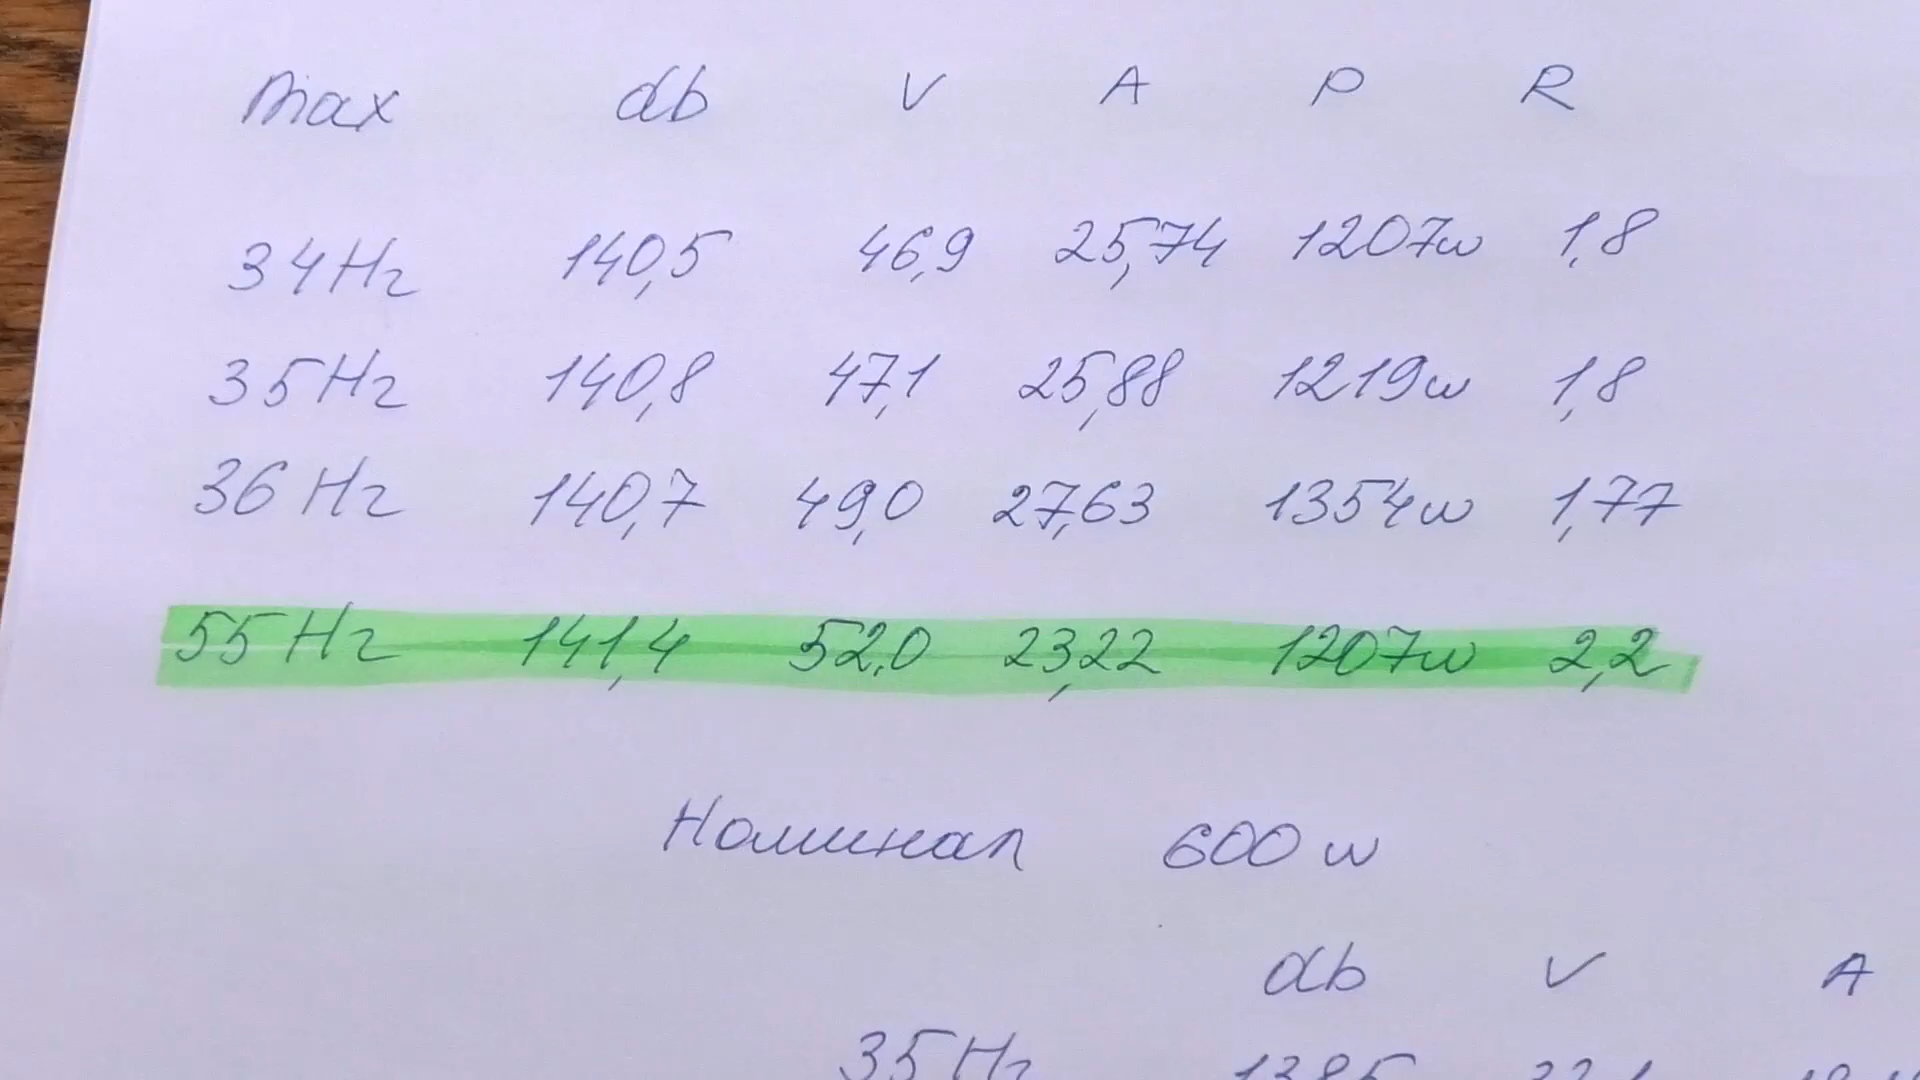 max db V A P R
34Hz 140,5 46,9 25,74 1207w 1,8
35Hz 140,8 47,1 25,88 1219w 1,8
36Hz 140,7 49,0 27,63 1354w 1,77
55Hz 141,4 52,0 23,22 1207w 2,2
Номинал 600w
db V A
35Hz